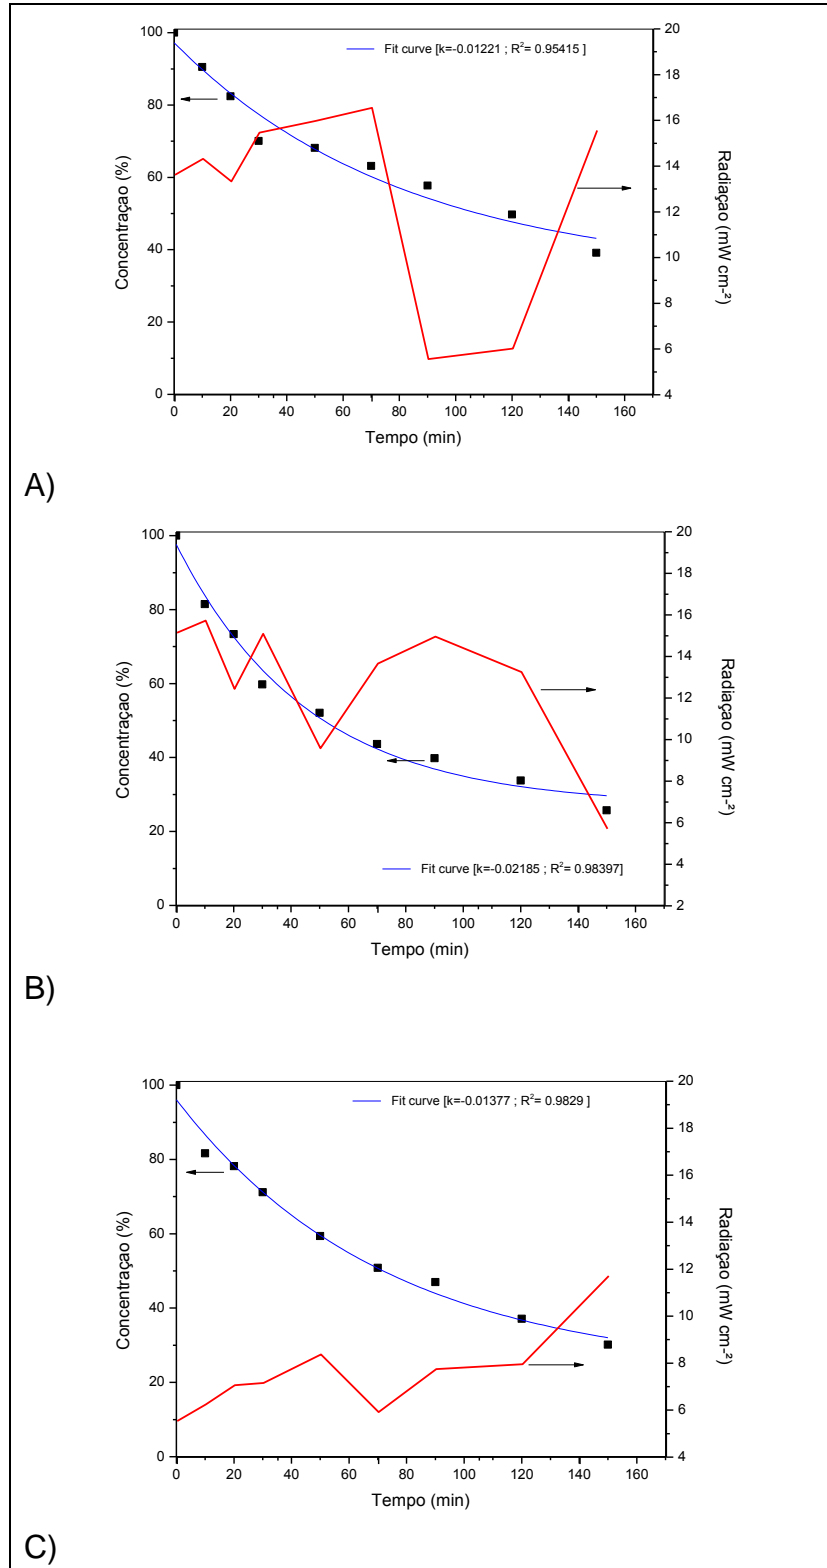 Fit curve [k=-0.01221 ; R²= 0.95415 ]
Concentraçao (%)
100
80
60
40
20
0
20
18
16
14
12
10
8
6
4
Radiaçao (mW cm-²)
0 20 40 60 80 100 120 140 160
Tempo (min)
A)
Concentraçao (%)
100
80
60
40
20
0
20
18
16
14
12
10
8
6
4
2
Radiaçao (mW cm-²)
Fit curve [k=-0.02185 ; R²= 0.98397]
0 20 40 60 80 100 120 140 160
Tempo (min)
B)
Fit curve [k=-0.01377 ; R²= 0.9829 ]
Concentraçao (%)
100
80
60
40
20
0
20
18
16
14
12
10
8
6
4
Radiaçao (mW cm-²)
0 20 40 60 80 100 120 140 160
Tempo (min)
C)